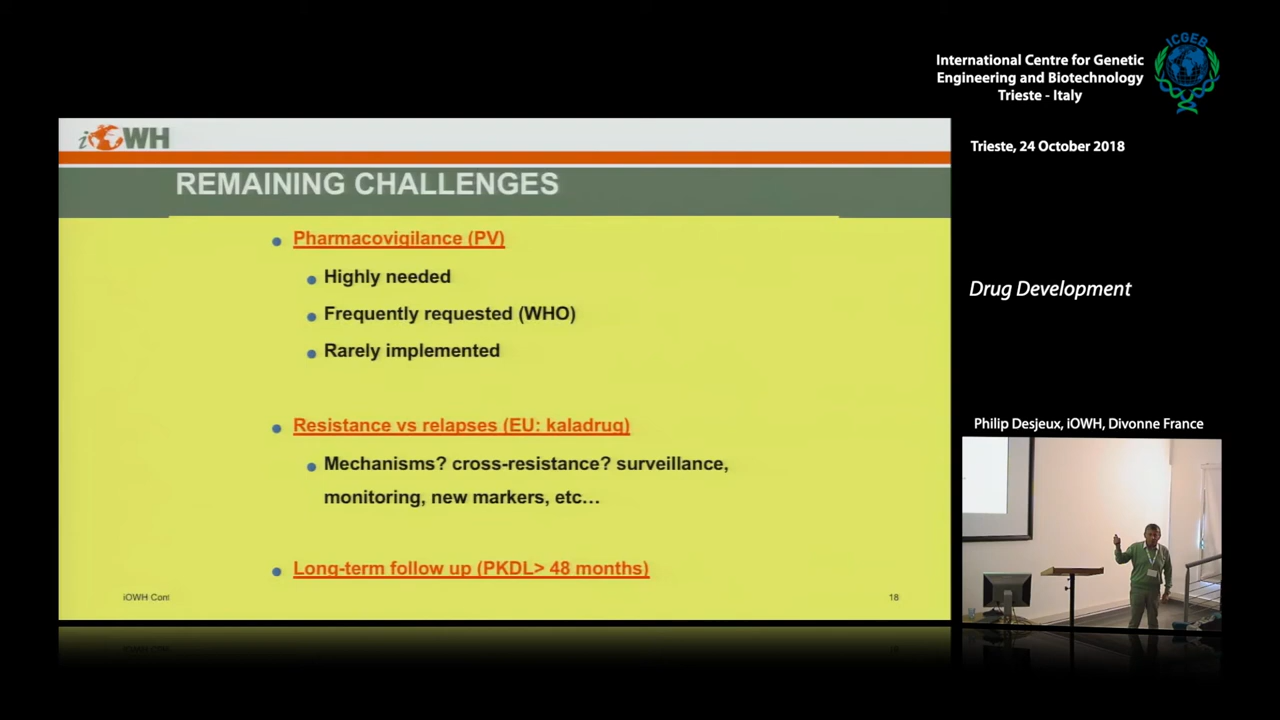 iOWH
REMAINING CHALLENGES
Pharmacovigilance (PV)
Highly needed
Frequently requested (WHO)
Rarely implemented
Resistance vs relapses (EU: kaladrug)
Mechanisms? cross-resistance? surveillance,
monitoring, new markers, etc…
Long-term follow up (PKDL> 48 months)
iOWH Conf
18
International Centre for Genetic
Engineering and Biotechnology
Trieste - Italy
ICGEB
Trieste, 24 October 2018
Drug Development
Philip Desjeux, iOWH, Divonne France